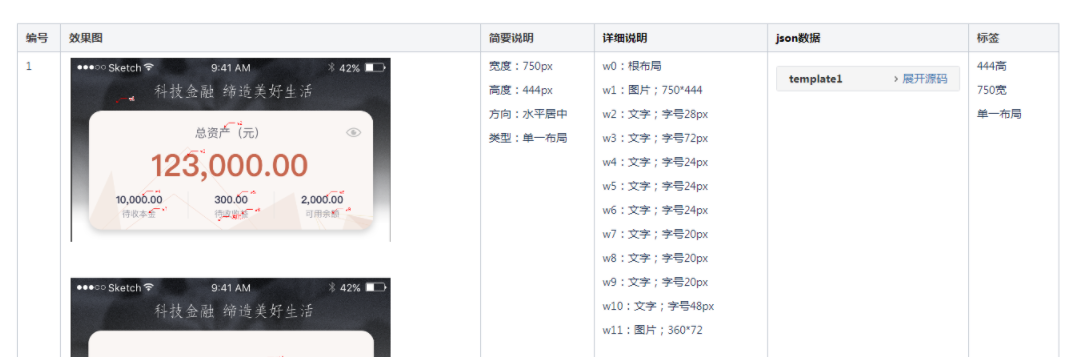 编号 效果图 简要说明 详细说明 json数据 标签
1
Sketch 9:41 AM 42%
科技金融 缔造美好生活
总资产（元）
123,000.00
10,000.00 300.00 2,000.00
待收本金 待收收益 可用余额
Sketch 9:41 AM 42%
科技金融 缔造美好生活
宽度：750px
高度：444px
方向：水平居中
类型：单一布局
w0：根布局
w1：图片；750*444
w2：文字；字号28px
w3：文字；字号72px
w4：文字；字号24px
w5：文字；字号24px
w6：文字；字号24px
w7：文字；字号20px
w8：文字；字号20px
w9：文字；字号20px
w10：文字；字号48px
w11：图片；360*72
template1 > 展开源码
444高
750宽
单一布局